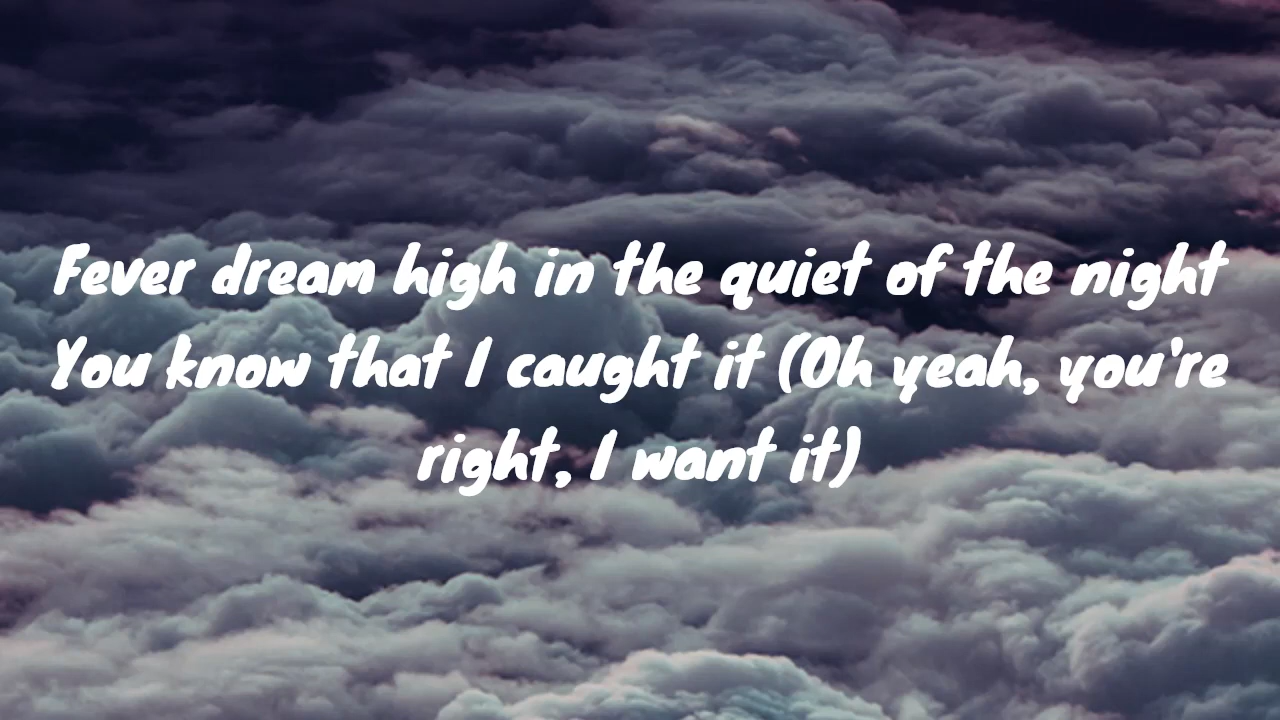 Fever dream high in the quiet of the night
You know that I caught it (Oh yeah, you're
right, I want it)